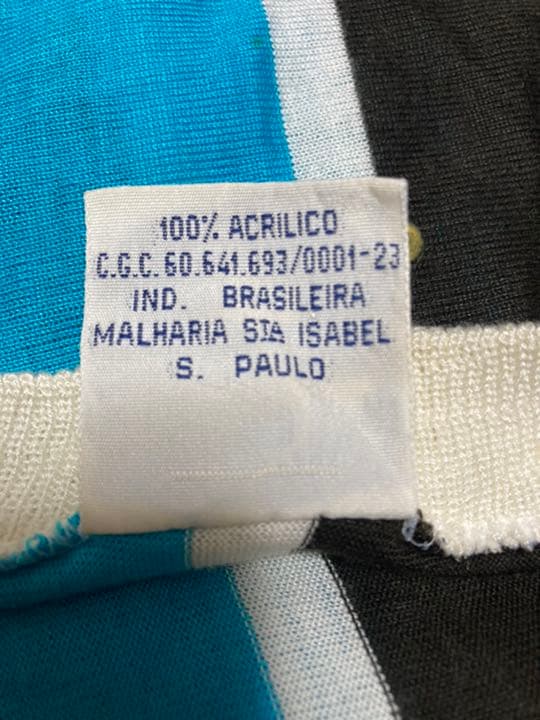 100% ACRILICO
C.G.C. 60.641.693/0001-23
IND. BRASILEIRA
MALHARIA STA ISABEL
S. PAULO